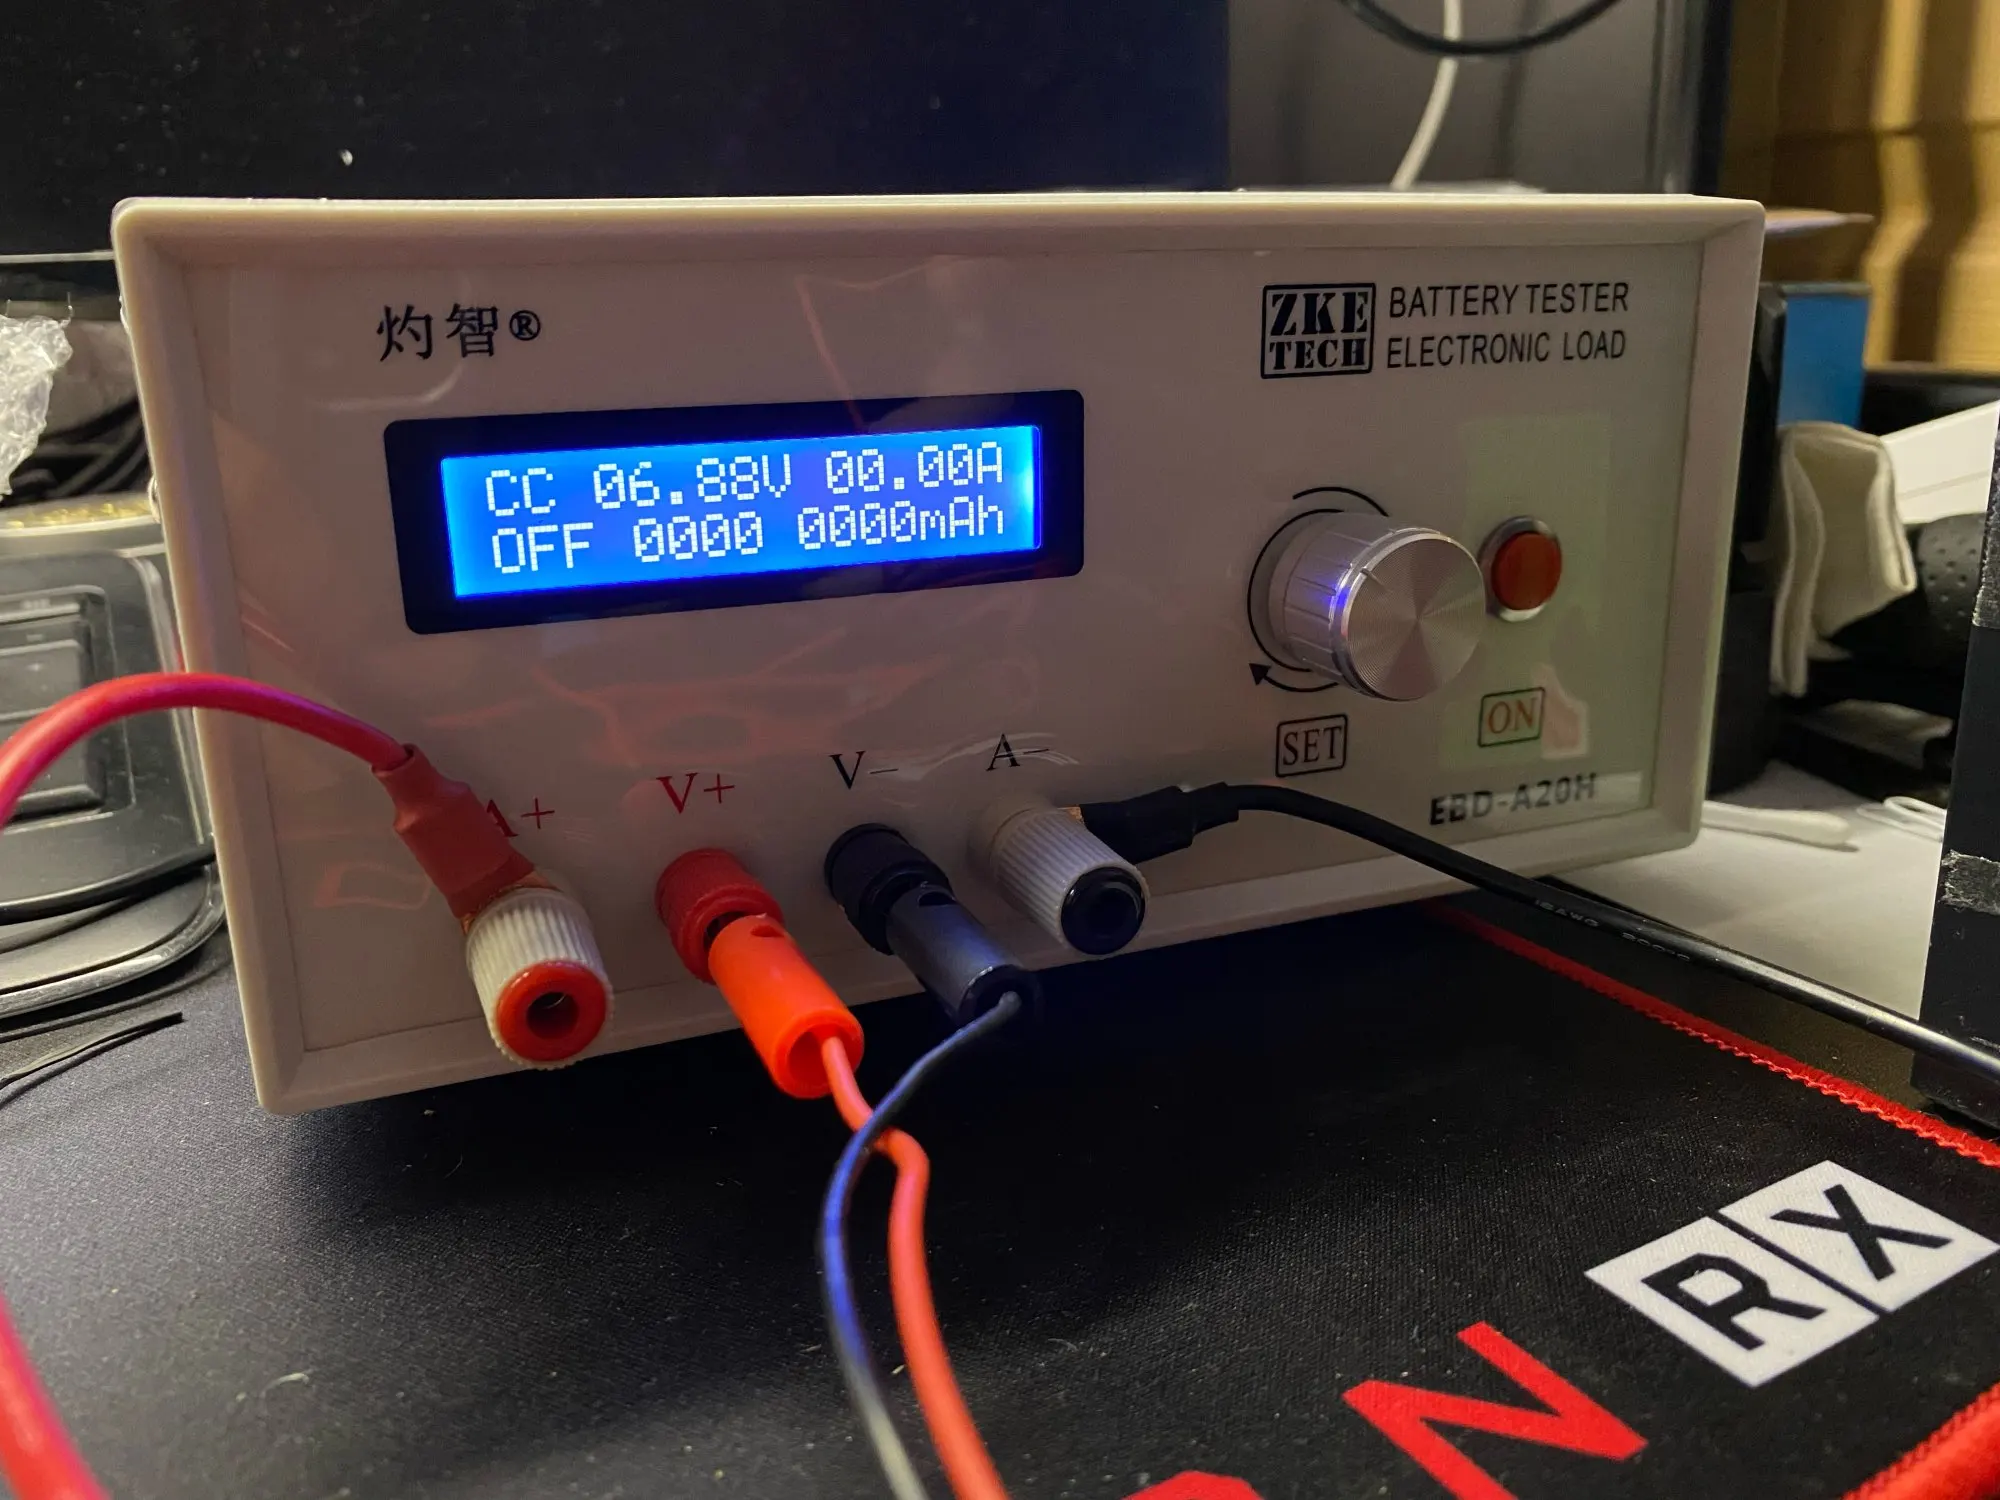 灼智®
ZKE TECH
BATTERY TESTER
ELECTRONIC LOAD
CC 06.88V 00.00A
OFF 0000 0000mAh
A+ V+ V- A-
SET
ON
EBD-A20H
RX